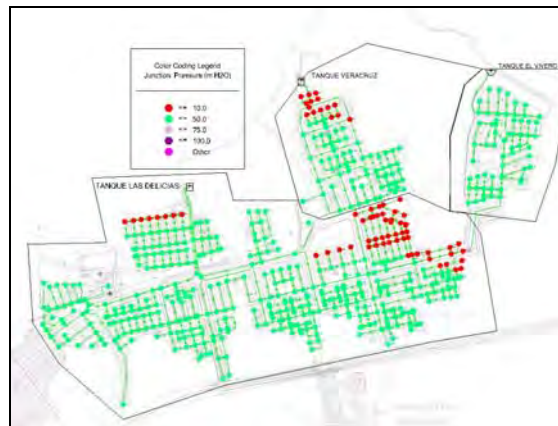 Color Coding Legend
Junction: Pressure (m H2O)
<= 10.0
<= 50.0
<= 75.0
<= 100.0
Other
TANQUE VERACRUZ
TANQUE EL VIVERO
TANQUE LAS DELICIAS